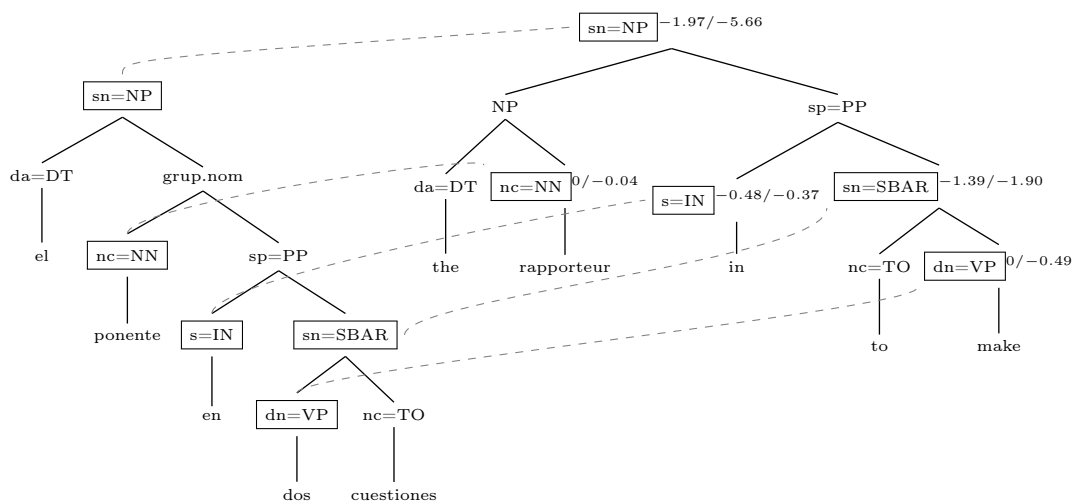 sn=NP −1.97/−5.66
sn=NP
NP sp=PP
da=DT grup.nom da=DT nc=NN 0/−0.04 s=IN −0.48/−0.37 sn=SBAR −1.39/−1.90
el nc=NN sp=PP the rapporteur in nc=TO dn=VP 0/−0.49
ponente s=IN sn=SBAR to make
en dn=VP nc=TO
dos cuestiones